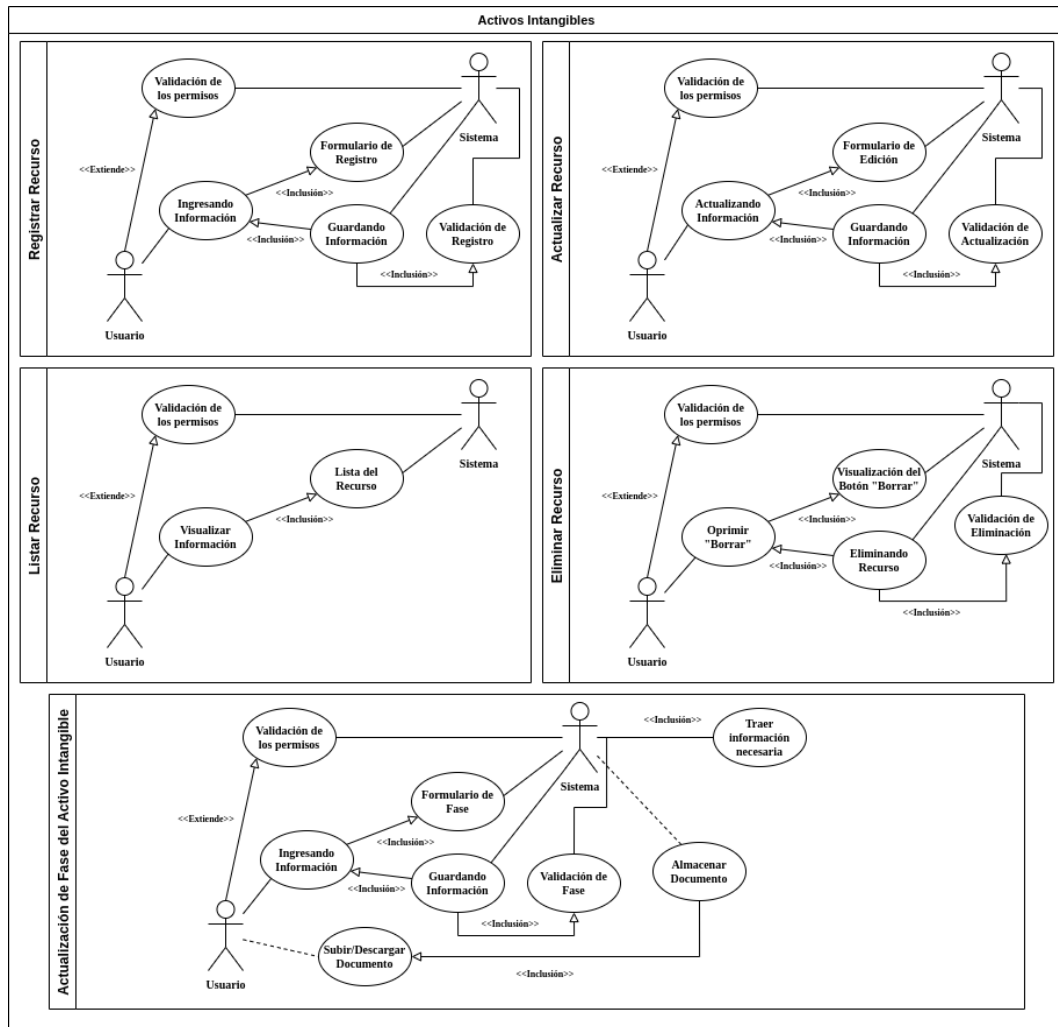 Activos Intangibles
Registrar Recurso
Validación de
los permisos
Sistema
Formulario de
Registro
<<Extiende>>
<<Inclusión>>
Ingresando
Información
Guardando
Información
Validación de
Registro
<<Inclusión>>
<<Inclusión>>
Usuario
Actualizar Recurso
Validación de
los permisos
Sistema
Formulario de
Edición
<<Extiende>>
<<Inclusión>>
Actualizando
Información
Guardando
Información
Validación de
Actualización
<<Inclusión>>
<<Inclusión>>
Usuario
Listar Recurso
Validación de
los permisos
Sistema
Lista del
Recurso
<<Extiende>>
<<Inclusión>>
Visualizar
Información
Usuario
Eliminar Recurso
Validación de
los permisos
Sistema
Visualización del
Botón "Borrar"
<<Extiende>>
<<Inclusión>>
Oprimir
"Borrar"
Validación de
Eliminación
Eliminando
Recurso
<<Inclusión>>
<<Inclusión>>
Usuario
Actualización de Fase del Activo Intangible
Validación de
los permisos
<<Inclusión>>
Traer
información
necesaria
Sistema
Formulario de
Fase
<<Extiende>>
<<Inclusión>>
Ingresando
Información
Guardando
Información
Validación de
Fase
Almacenar
Documento
<<Inclusión>>
<<Inclusión>>
Subir/Descargar
Documento
<<Inclusión>>
Usuario